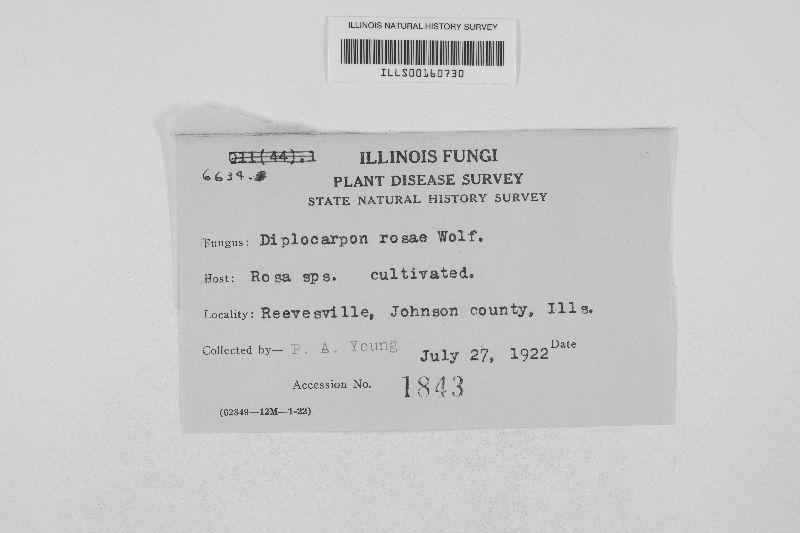 ILLINOIS NATURAL HISTORY SURVEY
ILLS00160730
011(44).1
ILLINOIS FUNGI
6634.
PLANT DISEASE SURVEY
STATE NATURAL HISTORY SURVEY
Fungus: Diplocarpon rosae Wolf.
Host: Rosa sps. cultivated.
Locality: Reevesville, Johnson county, Ills.
Collected by— P. A. Young July 27, 1922 Date
Accession No. 1843
(62849—12M—1-22)